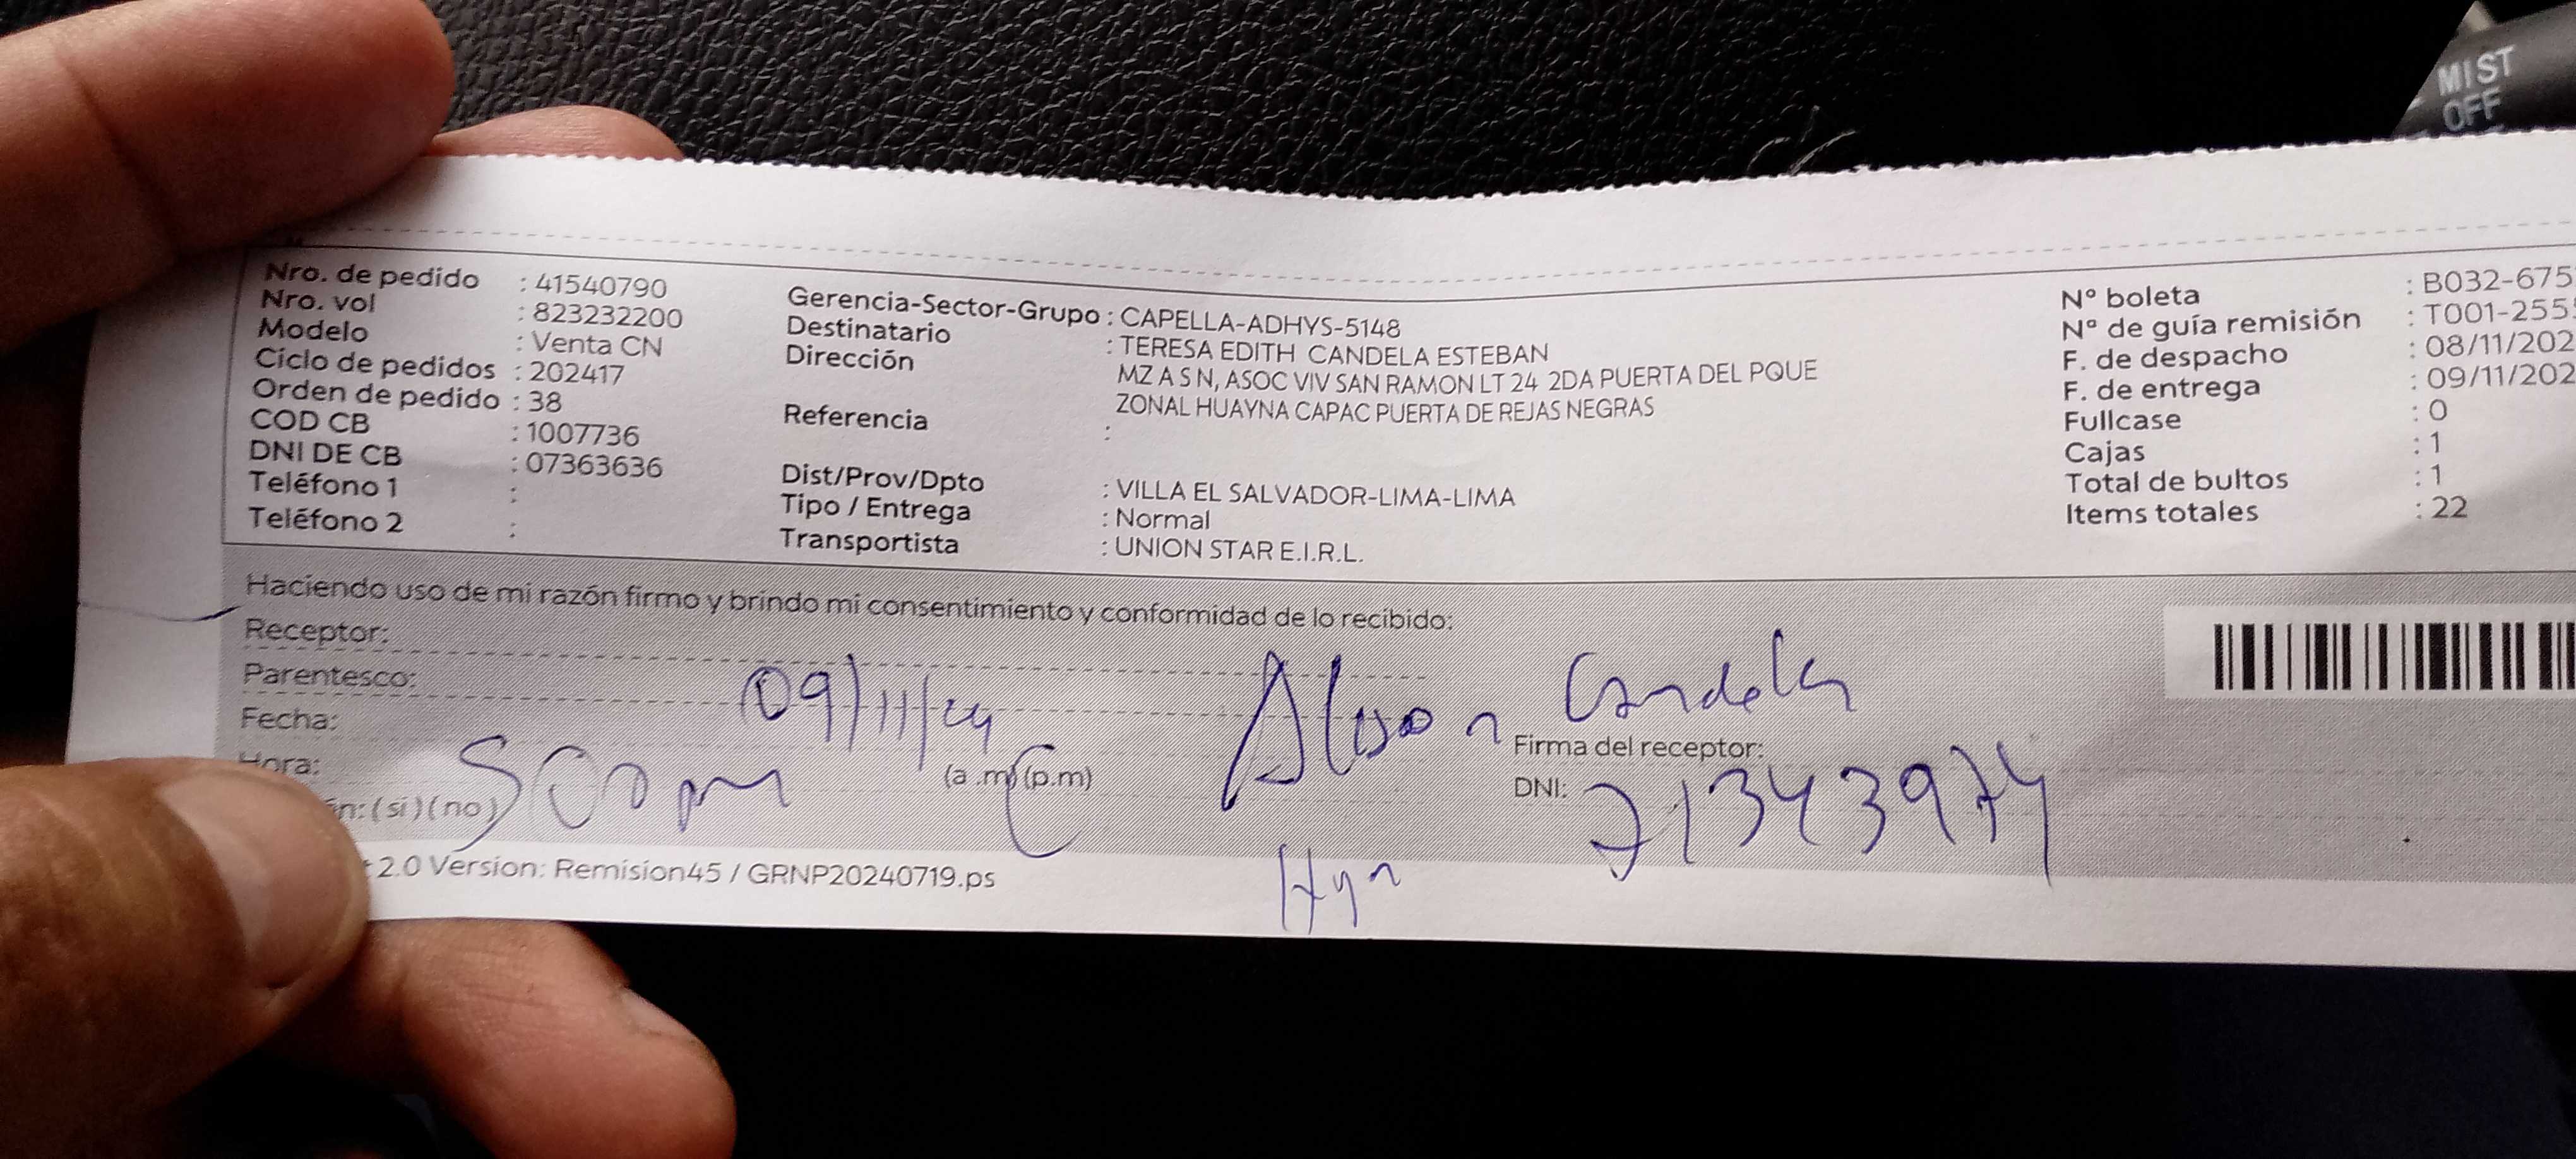 MIST
OFF
Nro. de pedido : 41540790
Nro. vol : 823232200
Modelo : Venta CN
Ciclo de pedidos : 202417
Orden de pedido : 38
COD CB : 1007736
DNI DE CB : 07363636
Teléfono 1 :
Teléfono 2 :
Gerencia-Sector-Grupo : CAPELLA-ADHYS-5148
Destinatario : TERESA EDITH CANDELA ESTEBAN
Dirección MZ A S N, ASOC VIV SAN RAMON LT 24 2DA PUERTA DEL PQUE
ZONAL HUAYNA CAPAC PUERTA DE REJAS NEGRAS
Referencia :
Dist/Prov/Dpto : VILLA EL SALVADOR-LIMA-LIMA
Tipo / Entrega : Normal
Transportista : UNION STAR E.I.R.L.
N° boleta : B032-675
N° de guía remisión : T001-255
F. de despacho : 08/11/202
F. de entrega : 09/11/202
Fullcase : 0
Cajas : 1
Total de bultos : 1
Items totales : 22
Haciendo uso de mi razón firmo y brindo mi consentimiento y conformidad de lo recibido:
Receptor:
Parentesco:
Fecha: 09/11/24
Hora: 500pm (a.m) (p.m)
n: (si) (no)
Candela
Firma del receptor:
DNI: 71343974
2.0 Version: Remision45 / GRNP20240719.ps